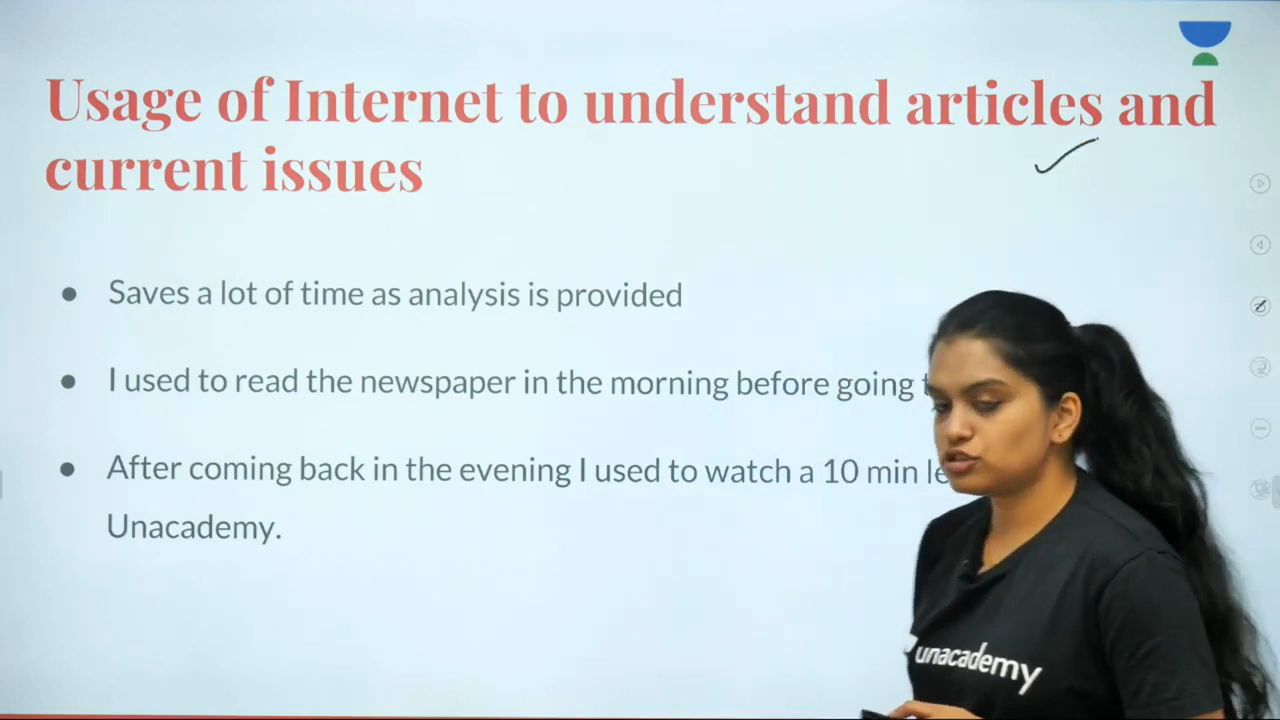 Usage of Internet to understand articles and
current issues
● Saves a lot of time as analysis is provided
● I used to read the newspaper in the morning before going
● After coming back in the evening I used to watch a 10 min
Unacademy.
unacademy